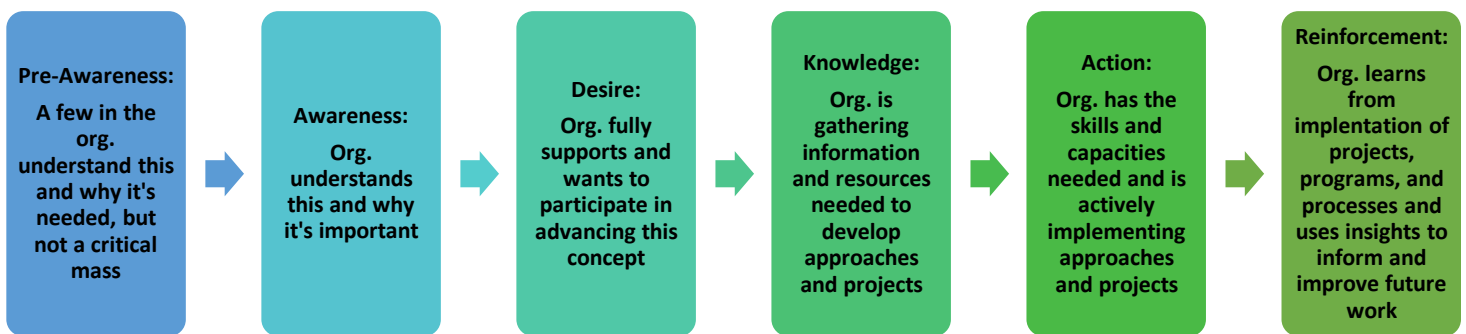 Pre-Awareness:
A few in the
org.
understand this
and why it's
needed, but
not a critical
mass
Awareness:
Org.
understands
this and why
it's important
Desire:
Org. fully
supports and
wants to
participate in
advancing this
concept
Knowledge:
Org. is
gathering
information
and resources
needed to
develop
approaches
and projects
Action:
Org. has the
skills and
capacities
needed and is
actively
implementing
approaches
and projects
Reinforcement:
Org. learns
from
implentation of
projects,
programs, and
processes and
uses insights to
inform and
improve future
work